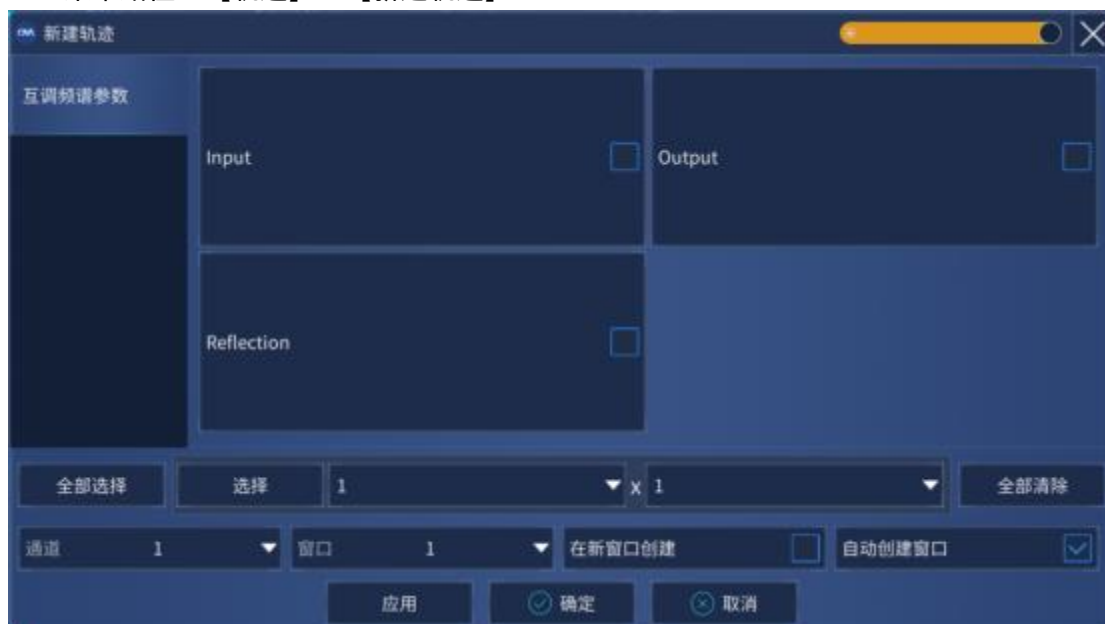 新建轨迹
互调频谱参数
Input
Output
Reflection
全部选择 选择 1 x 1 全部清除
通道 1 窗口 1 在新窗口创建 自动创建窗口
应用 确定 取消